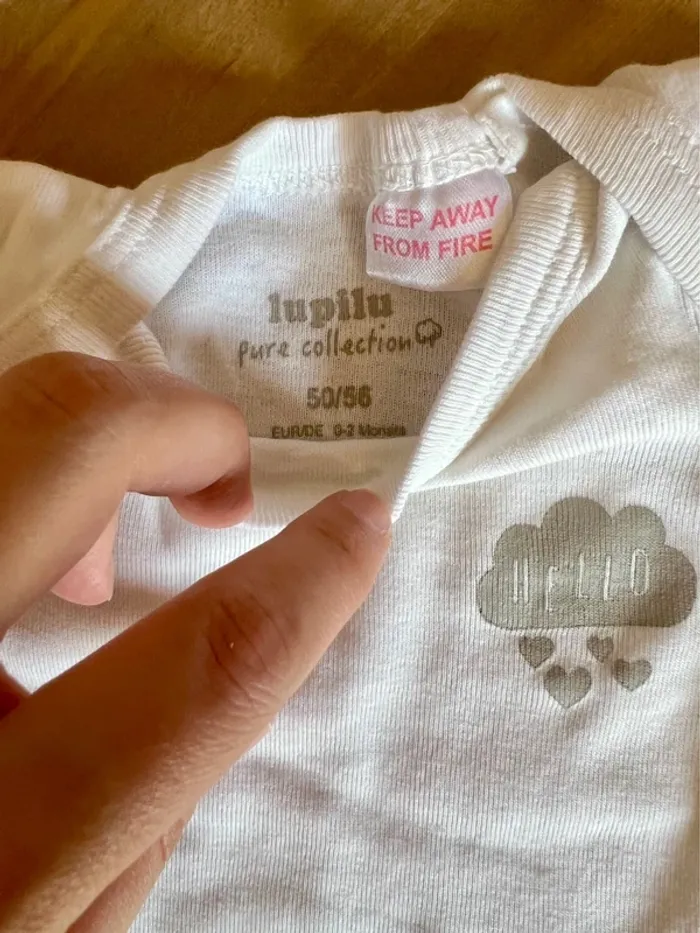 KEEP AWAY
FROM FIRE
lupilu
pure collection
50/56
EUR/DE 0-2 Monate
HELLO